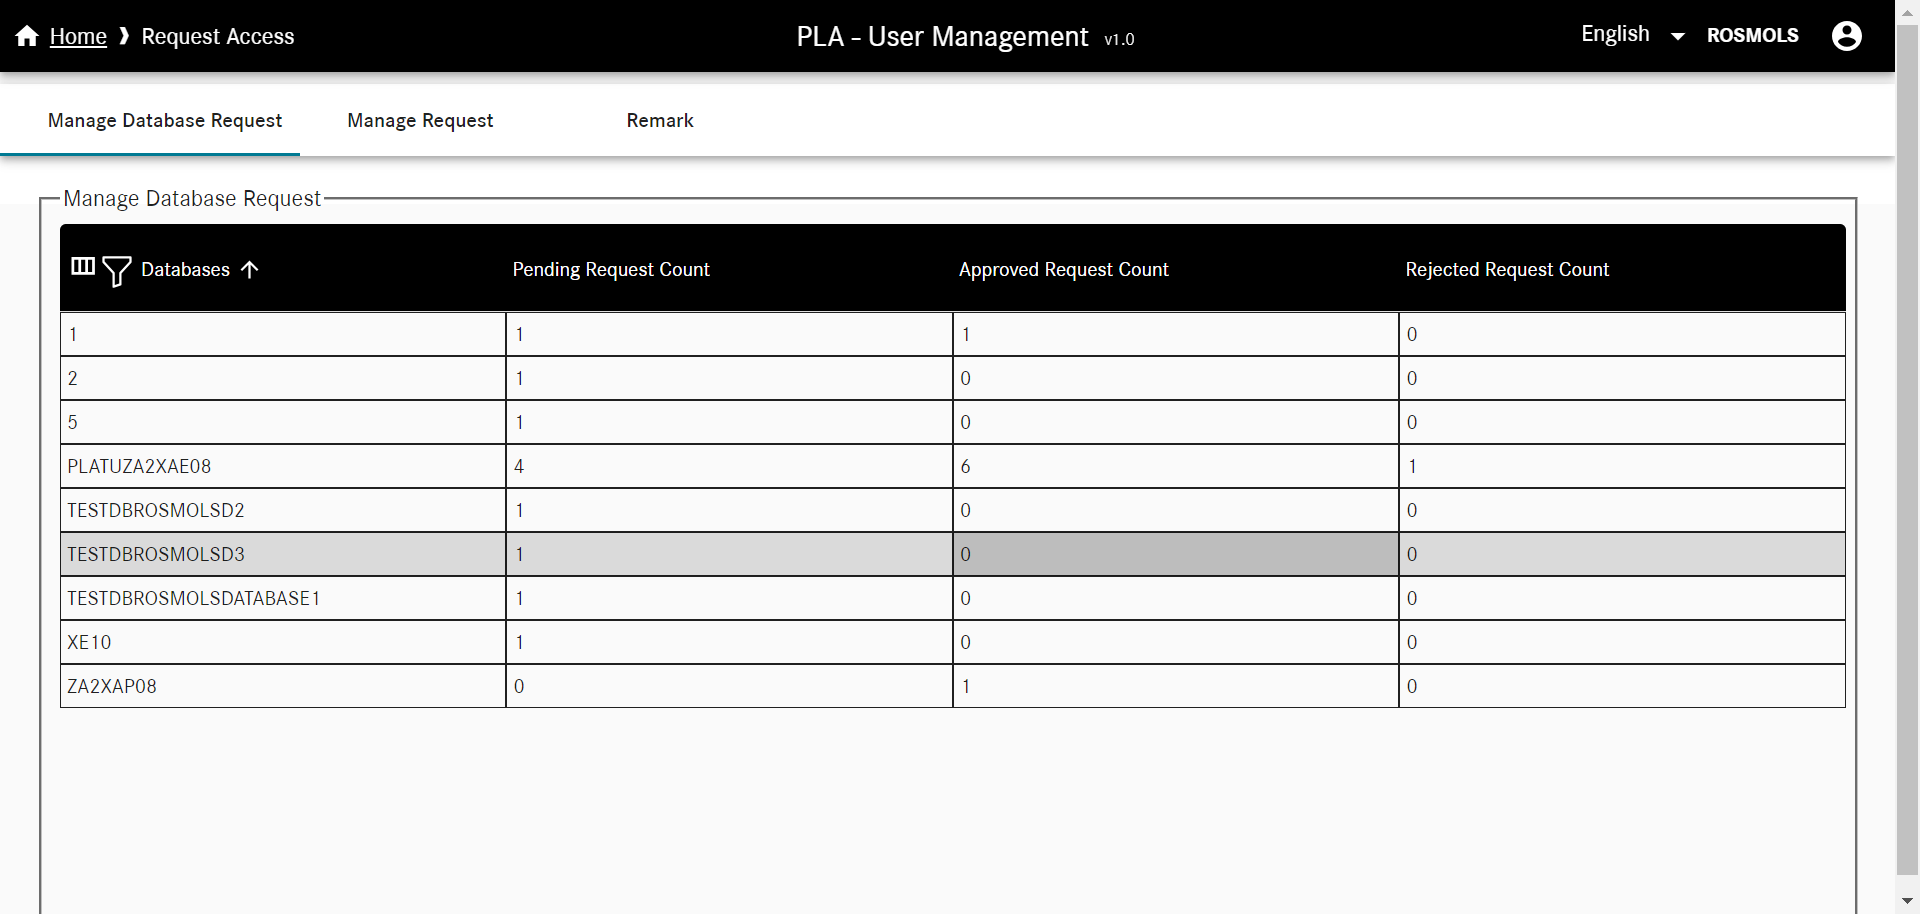 Home ❱ Request Access
PLA - User Management v1.0
English ROSMOLS
Manage Database Request Manage Request Remark
Manage Database Request
Databases Pending Request Count Approved Request Count Rejected Request Count
1 1 1 0
2 1 0 0
5 1 0 0
PLATUZA2XAE08 4 6 1
TESTDBROSMOLSD2 1 0 0
TESTDBROSMOLSD3 1 0 0
TESTDBROSMOLSDATABASE1 1 0 0
XE10 1 0 0
ZA2XAP08 0 1 0